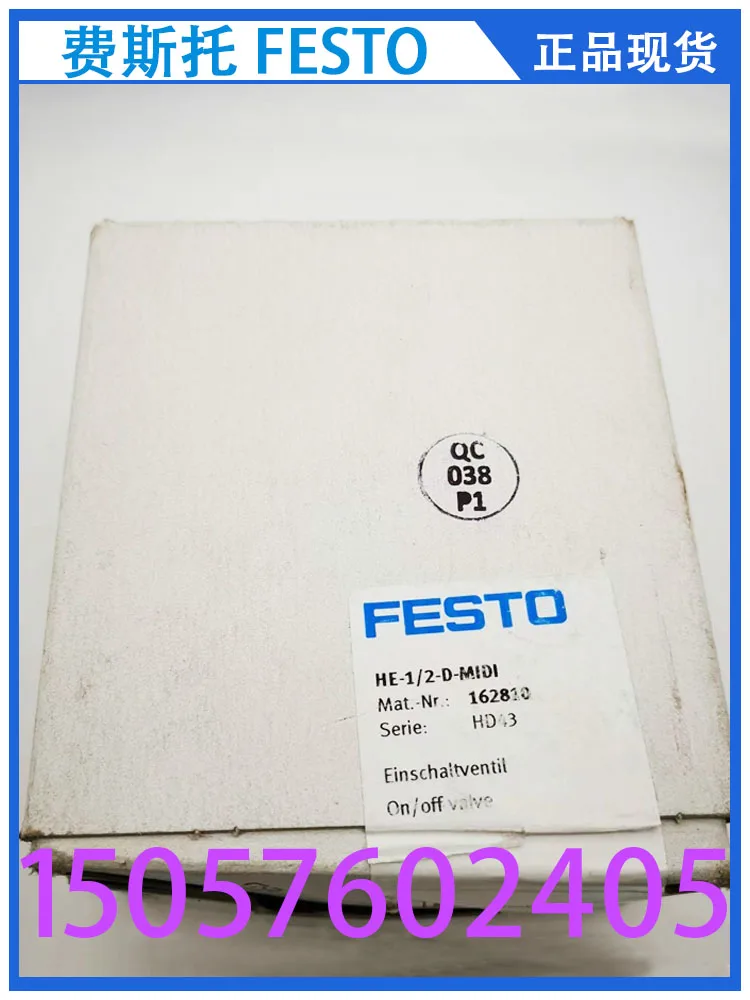 费斯托 FESTO
正品现货
QC
038
P1
FESTO
HE-1/2-D-MIDI
Mat.-Nr.: 162810
Serie: HD43
Einschaltventil
On/off valve
15057602405